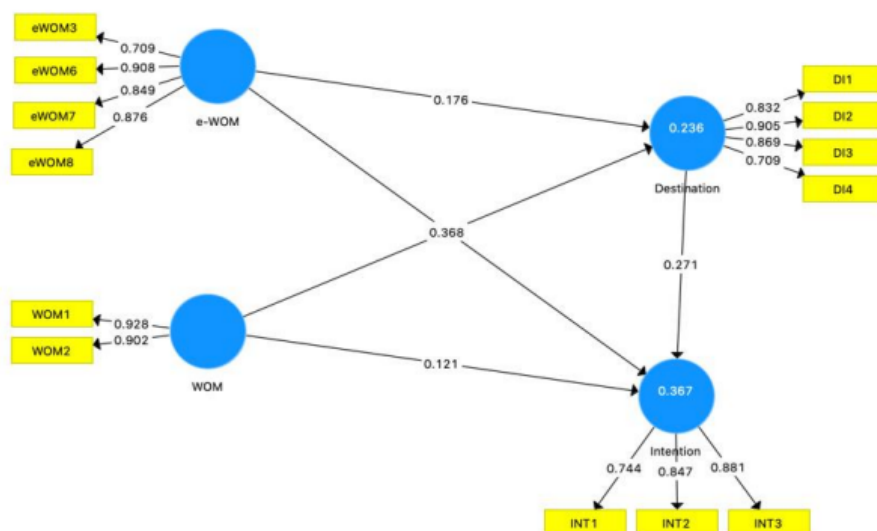 eWOM3
0.709
eWOM6
0.908
eWOM7
0.849
eWOM8
0.876
e-WOM
0.176
0.236
Destination
0.832
DI1
0.905
DI2
0.869
DI3
0.709
DI4
0.368
0.271
WOM1
0.928
WOM2
0.902
WOM
0.121
0.367
Intention
0.744
0.847
0.881
INT1
INT2
INT3